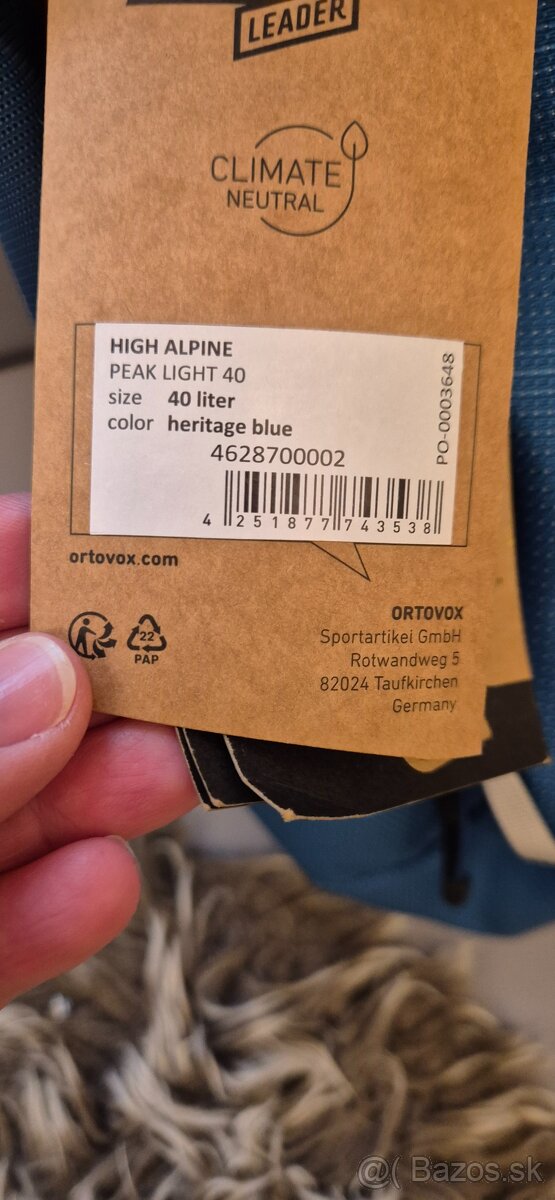 LEADER
CLIMATE
NEUTRAL
HIGH ALPINE
PEAK LIGHT 40
size 40 liter
color heritage blue
4628700002
4 251877 743538
PO-0003648
ortovox.com
22
PAP
ORTOVOX
Sportartikel GmbH
Rotwandweg 5
82024 Taufkirchen
Germany
@( Bazos.sk